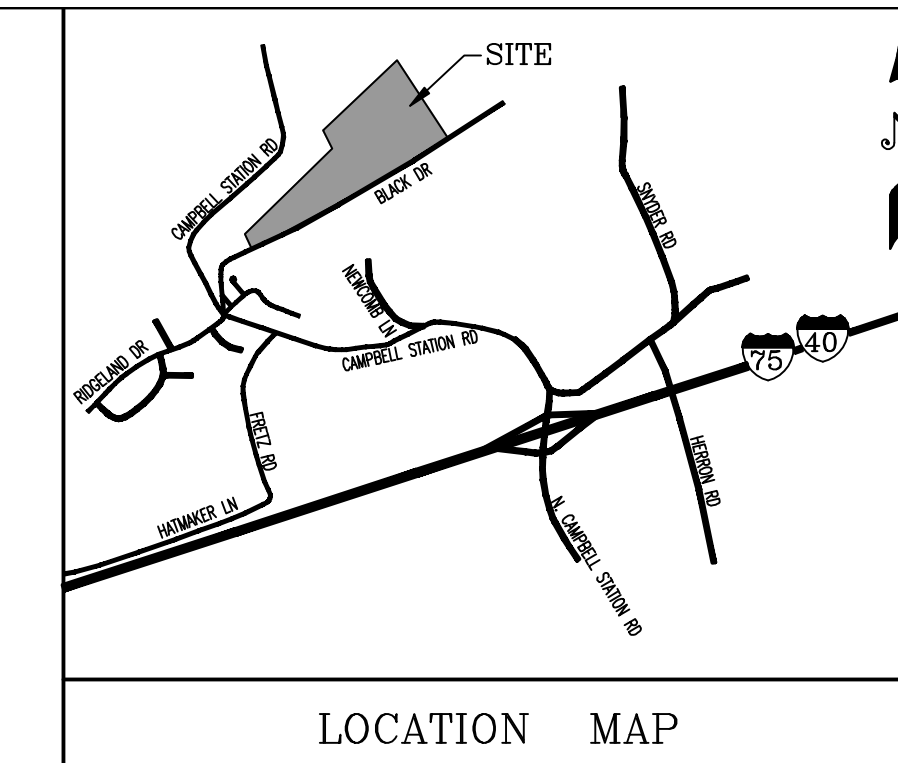 SITE
N
CAMPBELL STATION RD
BLACK DR
SNYDER RD
NEWCOMB LN
CAMPBELL STATION RD
RIDGELAND DR
75
40
FRETZ RD
HERRON RD
HATMAKER LN
N. CAMPBELL STATION RD
LOCATION MAP